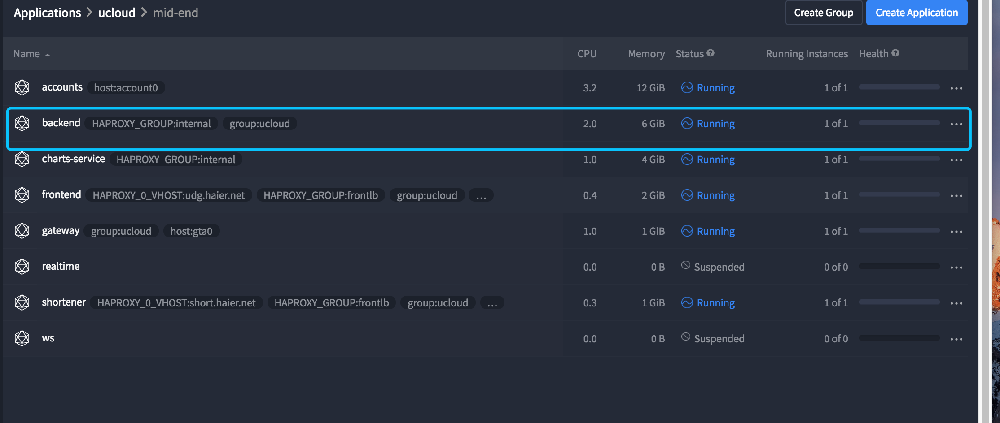 Applications > ucloud > mid-end Create Group Create Application
Name CPU Memory Status Running Instances Health
accounts host:account0 3.2 12 GiB Running 1 of 1 ...
backend HAPROXY_GROUP:internal group:ucloud 2.0 6 GiB Running 1 of 1 ...
charts-service HAPROXY_GROUP:internal 1.0 4 GiB Running 1 of 1 ...
frontend HAPROXY_0_VHOST:udg.haier.net HAPROXY_GROUP:frontlb group:ucloud ... 0.4 2 GiB Running 1 of 1 ...
gateway group:ucloud host:gta0 1.0 1 GiB Running 1 of 1 ...
realtime 0.0 0 B Suspended 0 of 0 ...
shortener HAPROXY_0_VHOST:short.haier.net HAPROXY_GROUP:frontlb group:ucloud ... 0.3 1 GiB Running 1 of 1 ...
ws 0.0 0 B Suspended 0 of 0 ...